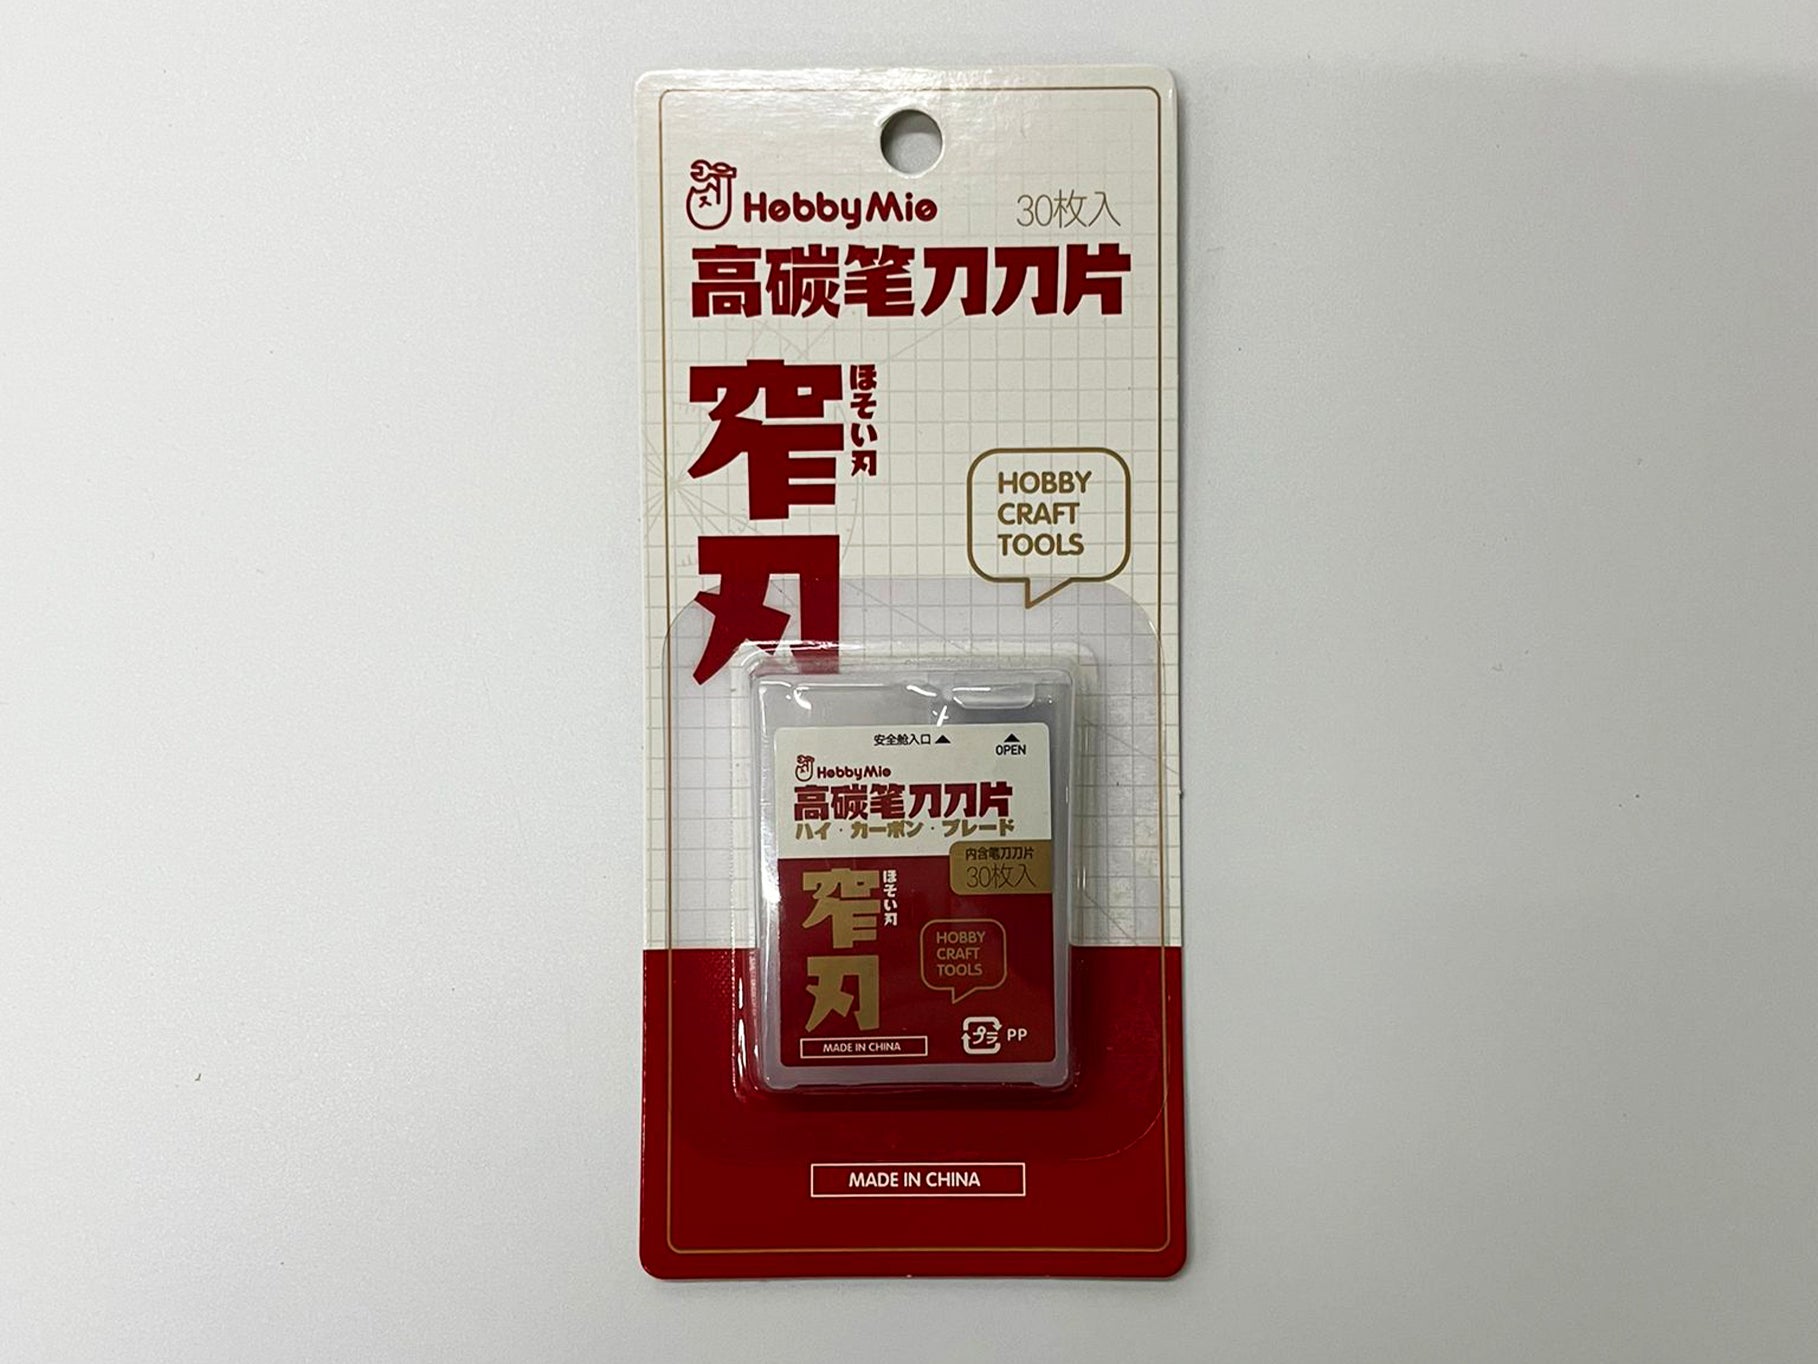 HobbyMio
30枚入
高碳笔刀刀片
窄刃
ほそい刃
HOBBY
CRAFT
TOOLS
安全舱入口▲
▲
OPEN
HobbyMio
高碳笔刀刀片
ハイ・カーボン・ブレード
内含笔刀刀片
30枚入
窄刃
ほそい刃
HOBBY
CRAFT
TOOLS
MADE IN CHINA
プラ PP
MADE IN CHINA